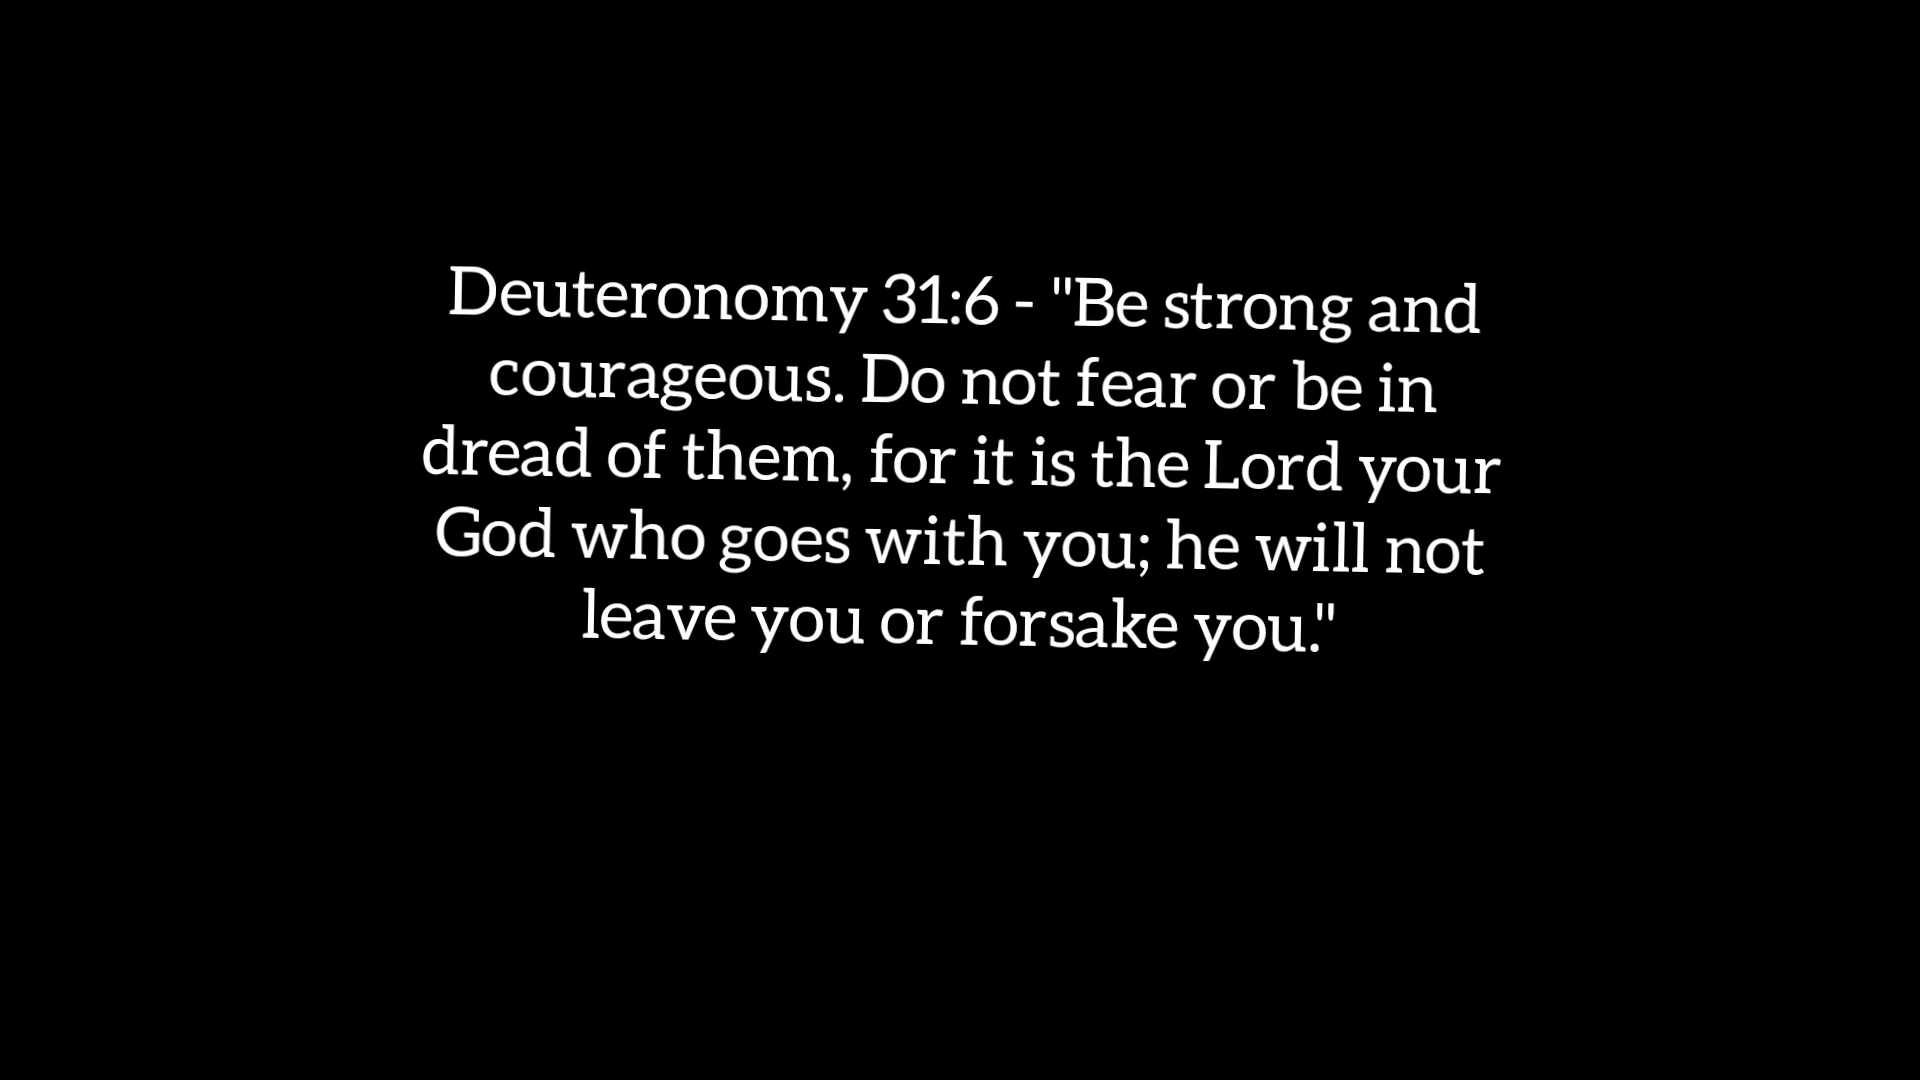 Deuteronomy 31:6 - "Be strong and
courageous. Do not fear or be in
dread of them, for it is the Lord your
God who goes with you; he will not
leave you or forsake you."